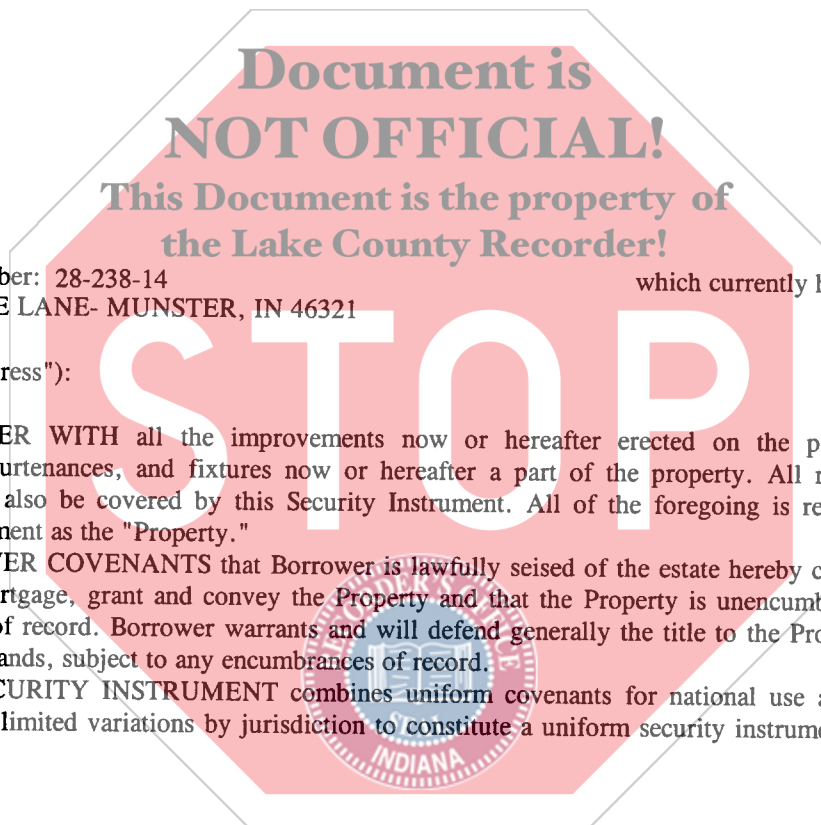 Document is
NOT OFFICIAL!
This Document is the property of
the Lake County Recorder!
ber: 28-238-14 which currently h
E LANE- MUNSTER, IN 46321
ress"):
STOP
ER WITH all the improvements now or hereafter erected on the p
urtenances, and fixtures now or hereafter a part of the property. All r
also be covered by this Security Instrument. All of the foregoing is re
ment as the "Property."
ER COVENANTS that Borrower is lawfully seised of the estate hereby c
rtgage, grant and convey the Property and that the Property is unencumb
of record. Borrower warrants and will defend generally the title to the Pro
ands, subject to any encumbrances of record.
CURITY INSTRUMENT combines uniform covenants for national use a
limited variations by jurisdiction to constitute a uniform security instrume
RECORDER'S OFFICE
SEAL
INDIANA